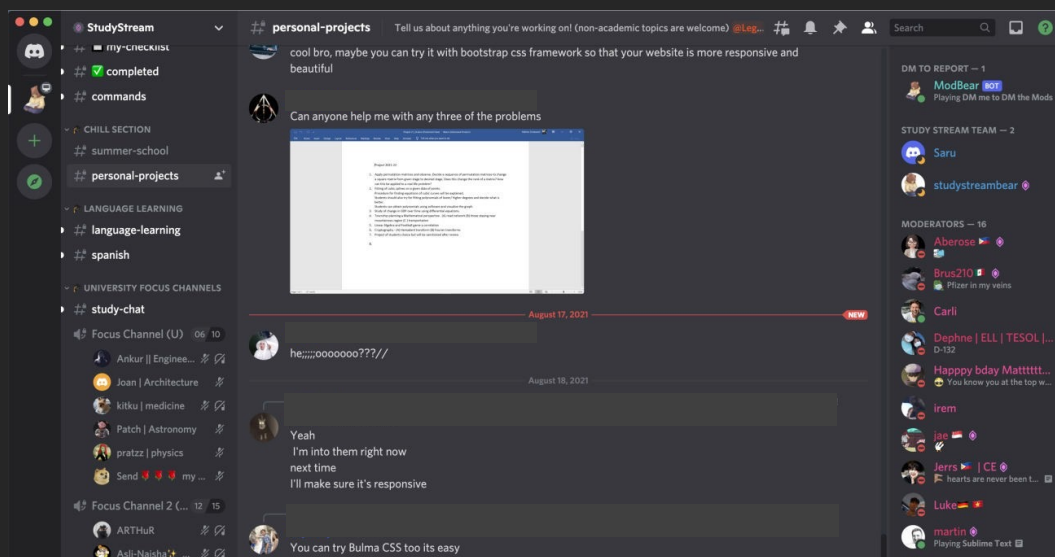 StudyStream
my-checklist
completed
commands
CHILL SECTION
summer-school
personal-projects
LANGUAGE LEARNING
language-learning
spanish
UNIVERSITY FOCUS CHANNELS
study-chat
Focus Channel (U) 06 10
Ankur || Enginee...
Joan | Architecture
kitku | medicine
Patch | Astronomy
pratzz | physics
Send my ...
Focus Channel 2 (... 12 15
ARTHuR
Asli-Naisha
personal-projects Tell us about anything you're working on! (non-academic topics are welcome) @Leg...
Search
cool bro, maybe you can try it with bootstrap css framework so that your website is more responsive and
beautiful
Can anyone help me with any three of the problems
August 17, 2021
NEW
he;;;;;ooooooo???//
August 18, 2021
Yeah
I'm into them right now
next time
I'll make sure it's responsive
You can try Bulma CSS too its easy
DM TO REPORT — 1
ModBear BOT
Playing DM me to DM the Mods
STUDY STREAM TEAM — 2
Saru
studystreambear
MODERATORS — 16
Aberose
Brus210
Pfizer in my veins
Carli
Dephne | ELL | TESOL |...
D-132
Happpy bday Matttttt...
You know you at the top w...
irem
jae
Jerrs | CE
hearts are never been t...
Luke
martin
Playing Sublime Text